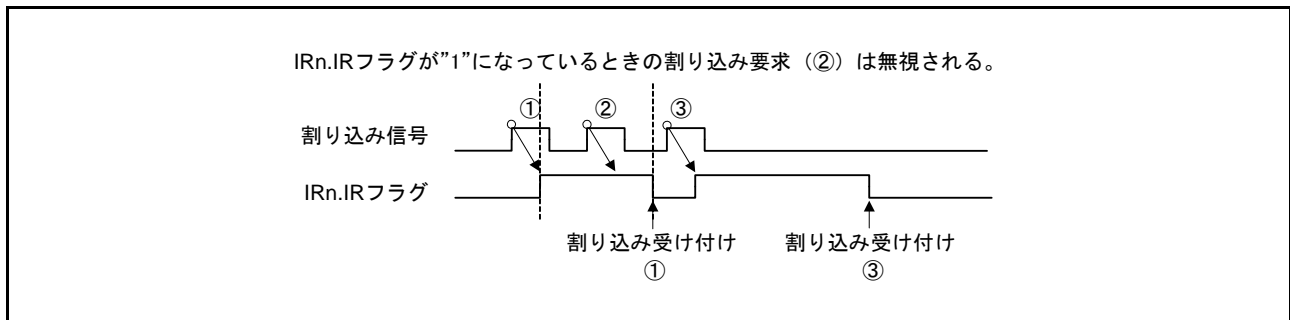 IRn.IRフラグが”1”になっているときの割り込み要求（②）は無視される。
① ② ③
割り込み信号
IRn.IRフラグ
割り込み受け付け 割り込み受け付け
① ③